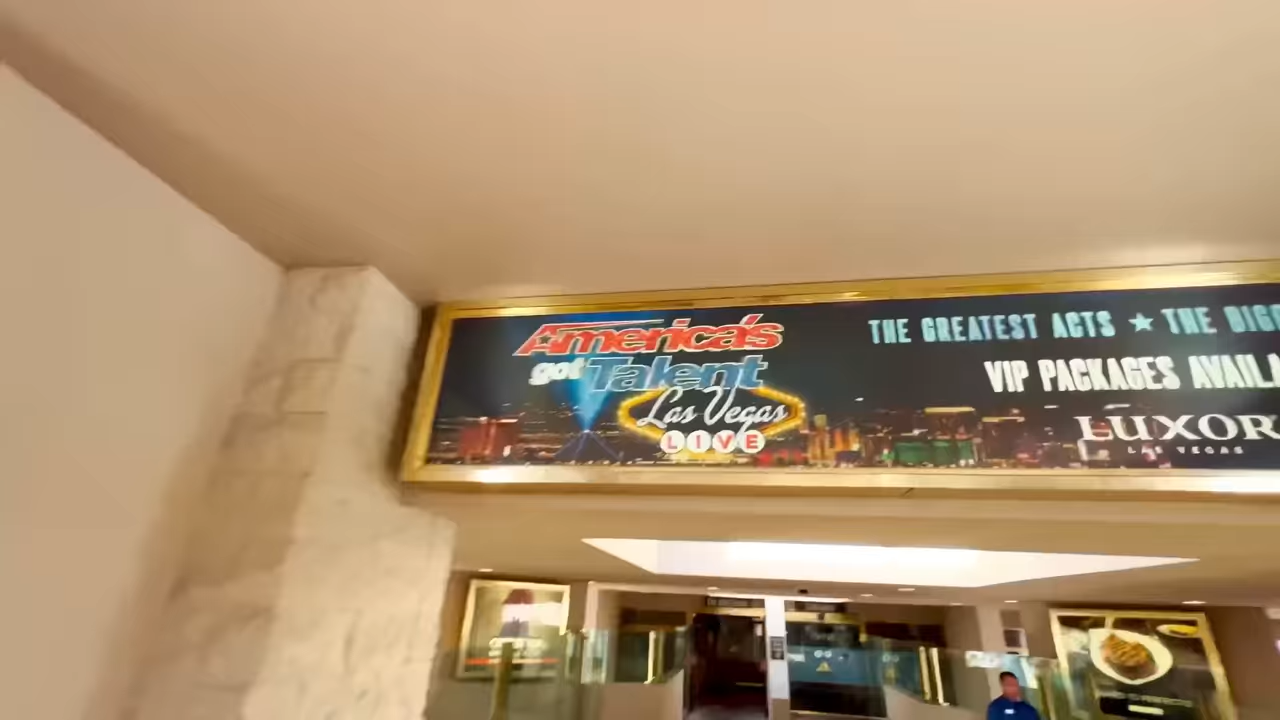 America's
got Talent
Las Vegas
LIVE
THE GREATEST ACTS ★ THE
VIP PACKAGES
LUXOR
LAS VEGAS